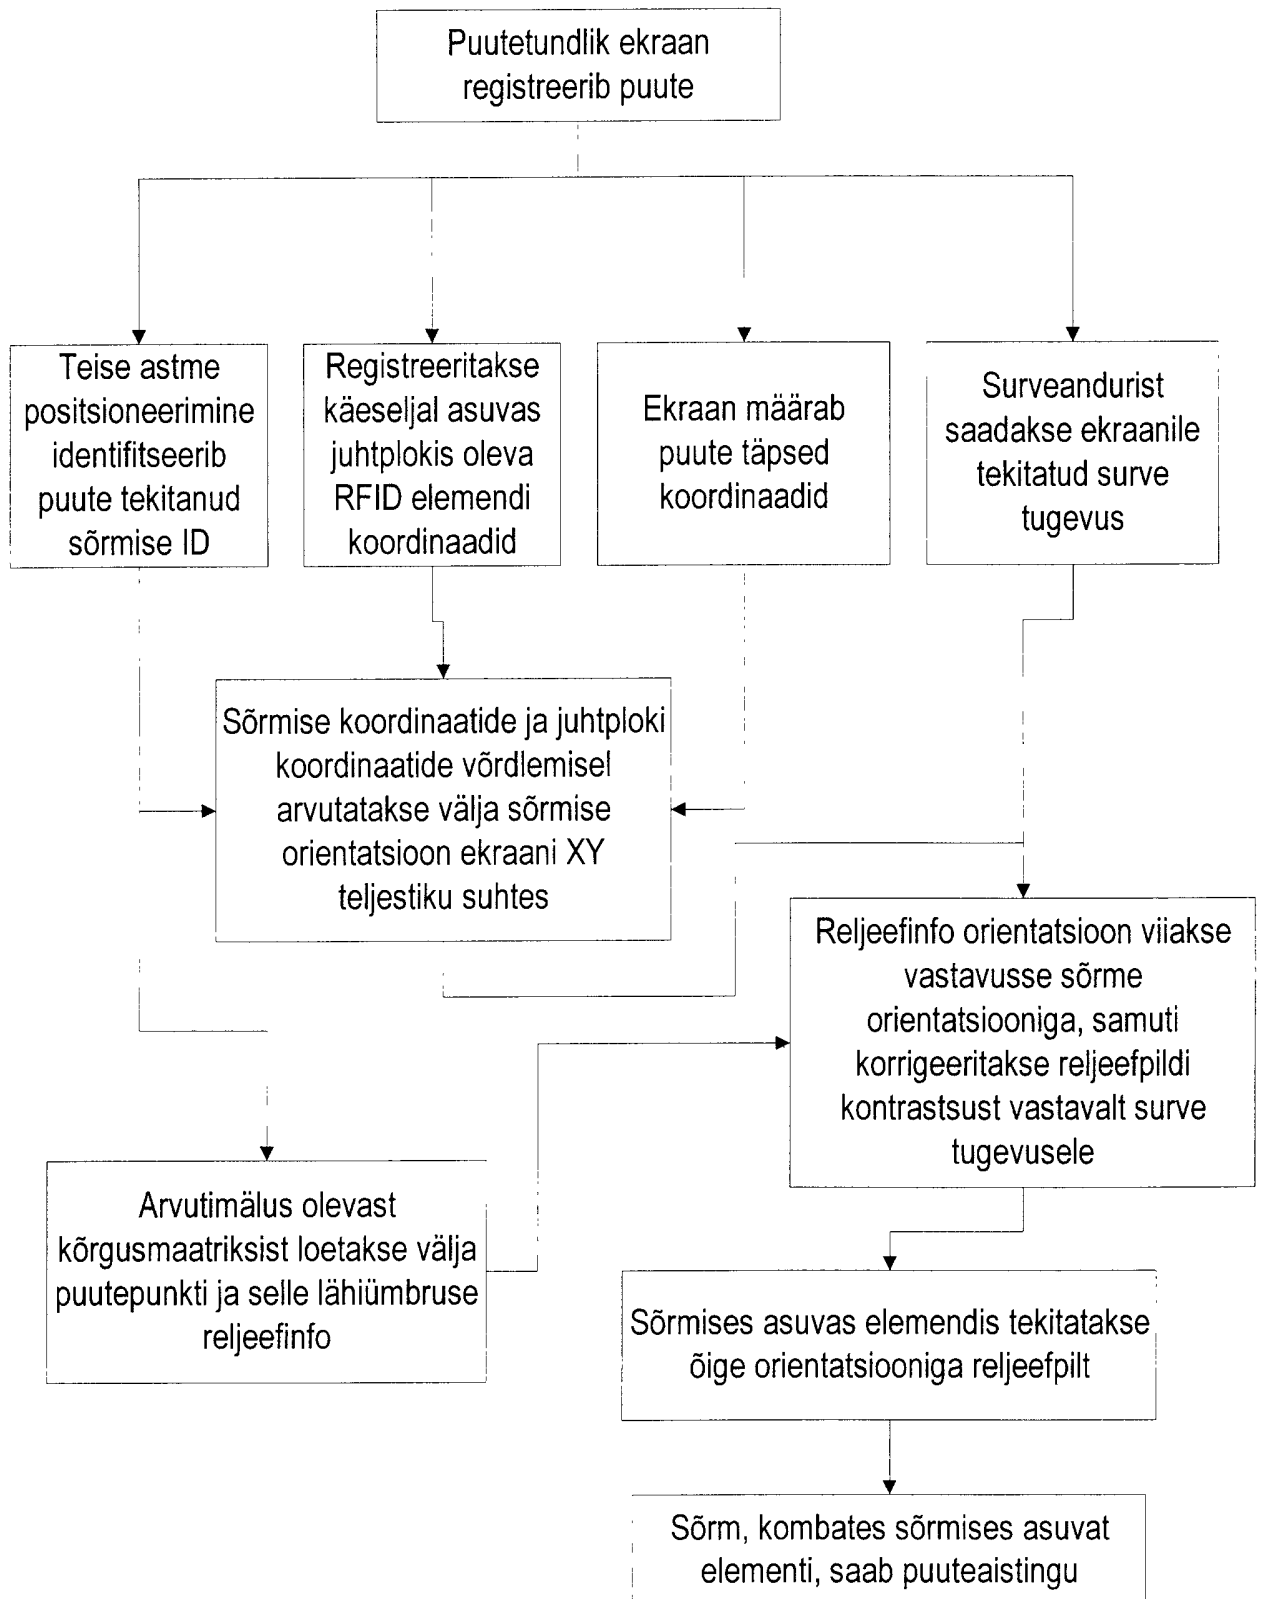 Puutetundlik ekraan
registreerib puute
Teise astme
positsioneerimine
identifitseerib
puute tekitanud
sõrmise ID
Registreeritakse
käeseljal asuvas
juhtplokis oleva
RFID elemendi
koordinaadid
Ekraan määrab
puute täpsed
koordinaadid
Surveandurist
saadakse ekraanile
tekitatud surve
tugevus
Sõrmise koordinaatide ja juhtploki
koordinaatide võrdlemisel
arvutatakse välja sõrmise
orientatsioon ekraani XY
teljestiku suhtes
Reljeefinfo orientatsioon viiakse
vastavusse sõrme
orientatsiooniga, samuti
korrigeeritakse reljeefpildi
kontrastsust vastavalt surve
tugevusele
Arvutimälus olevast
kõrgusmaatriksist loetakse välja
puutepunkti ja selle lähiümbruse
reljeefinfo
Sõrmises asuvas elemendis tekitatakse
õige orientatsiooniga reljeefpilt
Sõrm, kombates sõrmises asuvat
elementi, saab puuteaistingu